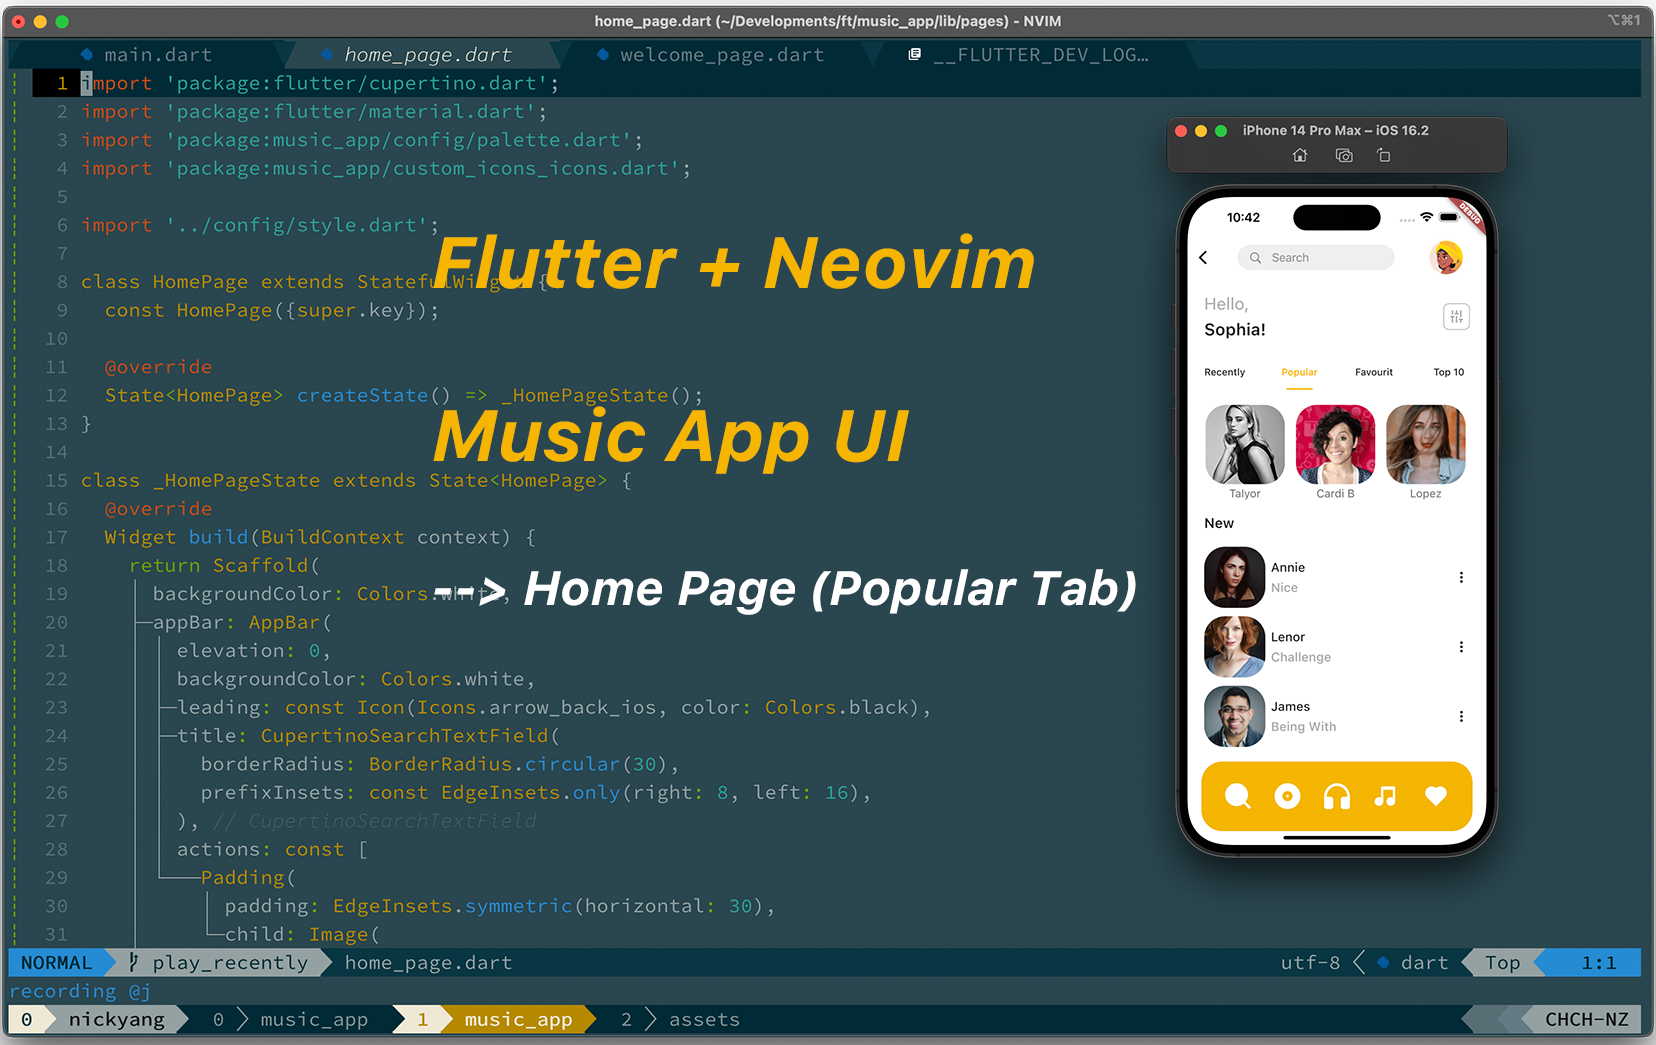 home_page.dart (~/Developments/ft/music_app/lib/pages) - NVIM
⌥⌘1
main.dart home_page.dart welcome_page.dart __FLUTTER_DEV_LOG…
1 import 'package:flutter/cupertino.dart';
2 import 'package:flutter/material.dart';
3 import 'package:music_app/config/palette.dart';
4 import 'package:music_app/custom_icons_icons.dart';
5
6 import '../config/style.dart';
7
8 class HomePage extends StatefulWidget {
9 const HomePage({super.key});
10
11 @override
12 State<HomePage> createState() => _HomePageState();
13 }
14
15 class _HomePageState extends State<HomePage> {
16 @override
17 Widget build(BuildContext context) {
18 return Scaffold(
19 backgroundColor: Colors.white,
20 appBar: AppBar(
21 elevation: 0,
22 backgroundColor: Colors.white,
23 leading: const Icon(Icons.arrow_back_ios, color: Colors.black),
24 title: CupertinoSearchTextField(
25 borderRadius: BorderRadius.circular(30),
26 prefixInsets: const EdgeInsets.only(right: 8, left: 16),
27 ), // CupertinoSearchTextField
28 actions: const [
29 Padding(
30 padding: EdgeInsets.symmetric(horizontal: 30),
31 child: Image(
Flutter + Neovim
Music App UI
--> Home Page (Popular Tab)
iPhone 14 Pro Max – iOS 16.2
10:42
DEBUG
Search
Hello,
Sophia!
Recently Popular Favourit Top 10
Talyor Cardi B Lopez
New
Annie
Nice
Lenor
Challenge
James
Being With
NORMAL play_recently home_page.dart utf-8 dart Top 1:1
recording @j
0 nickyang 0 music_app 1 music_app 2 assets CHCH-NZ